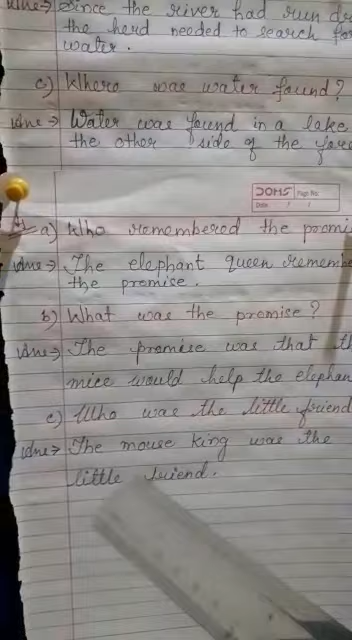 Ans⇒ Since the river had run
the herd needed to search
water.
c) Where was water found?
Ans⇒ Water was found in a lake
the other side of the
DOMS Page No.
Date / /
a) Who remembered the
Ans⇒ The elephant queen
the promise.
b) What was the promise?
Ans⇒ The promise was that
mice would help the
c) Who was the little friend
Ans⇒ The mouse king was the
little friend.